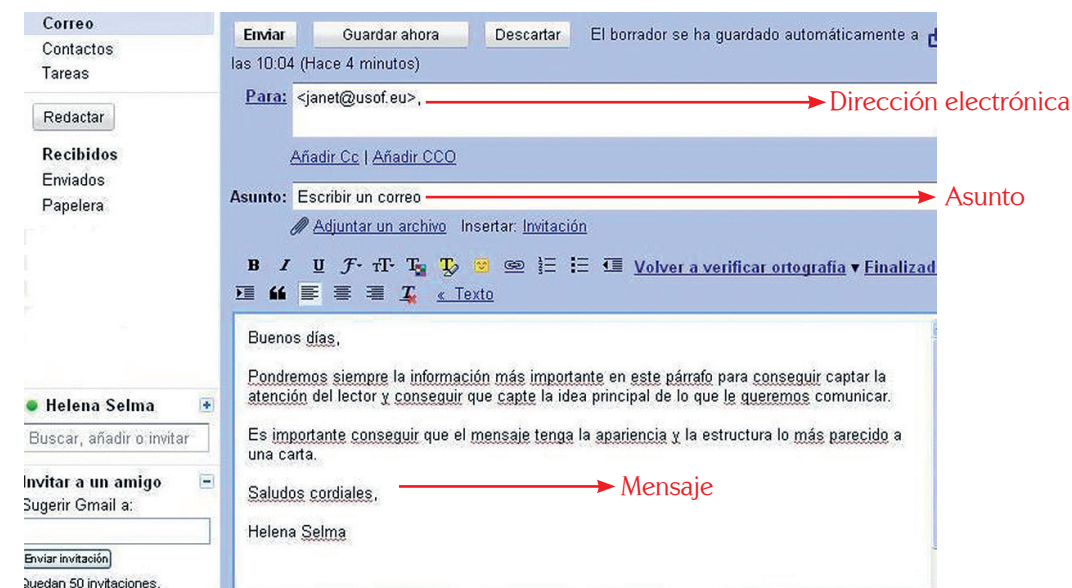 Correo
Contactos
Tareas
Redactar
Recibidos
Enviados
Papelera
Helena Selma
Buscar, añadir o invitar
Invitar a un amigo
Sugerir Gmail a:
Enviar invitación
Quedan 50 invitaciones.
Enviar Guardar ahora Descartar El borrador se ha guardado automáticamente a
las 10:04 (Hace 4 minutos)
Para: <janet@usof.eu>, Dirección electrónica
Añadir Cc | Añadir CCO
Asunto: Escribir un correo Asunto
Adjuntar un archivo Insertar: Invitación
B I U F T T T Volver a verificar ortografía ▾ Finalizad
T « Texto
Buenos días,
Pondremos siempre la información más importante en este párrafo para conseguir captar la
atención del lector y conseguir que capte la idea principal de lo que le queremos comunicar.
Es importante conseguir que el mensaje tenga la apariencia y la estructura lo más parecido a
una carta.
Saludos cordiales, Mensaje
Helena Selma